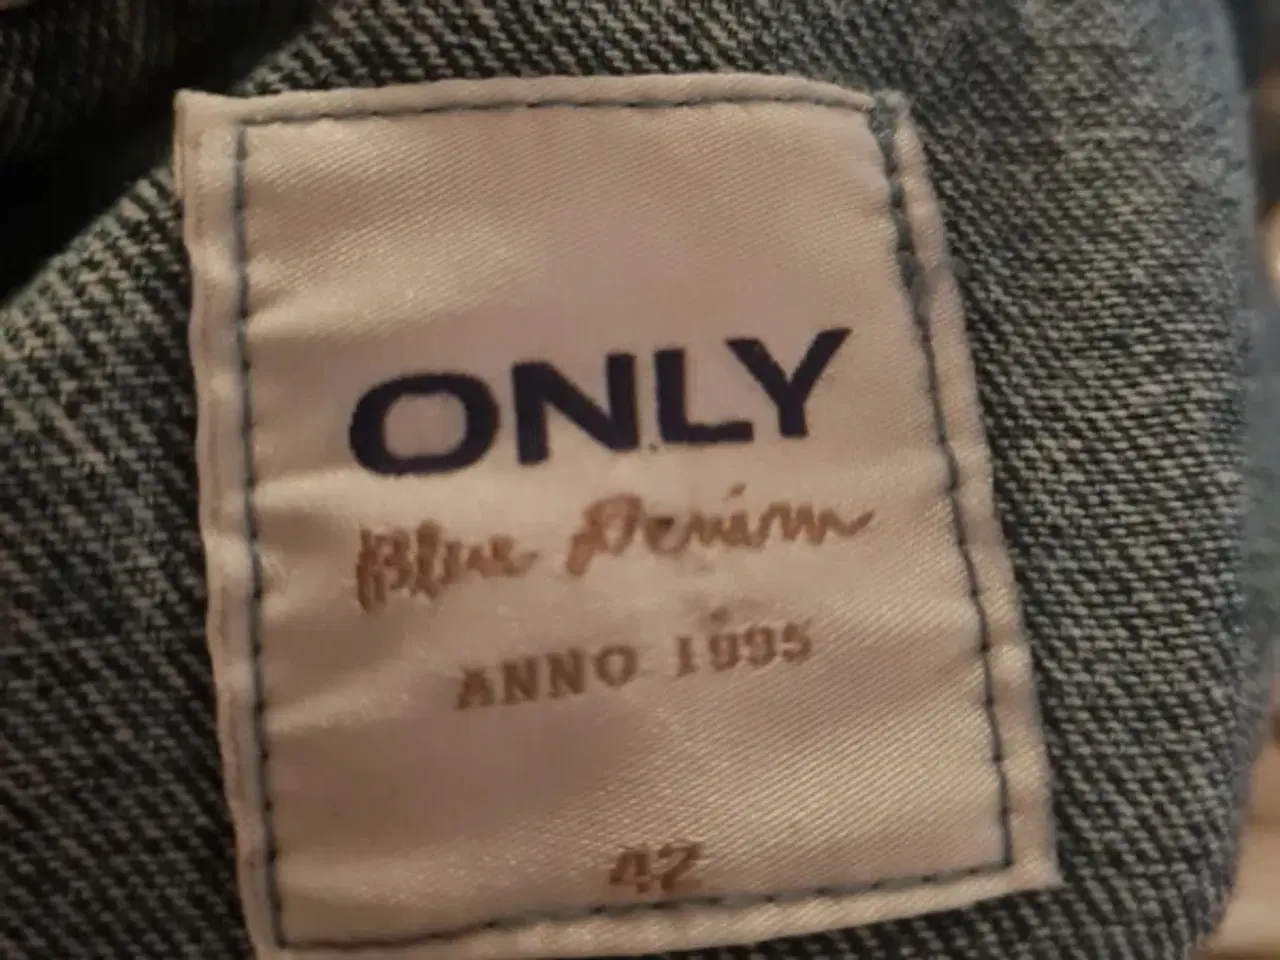 ONLY
Blue Denim
ANNO 1995
42